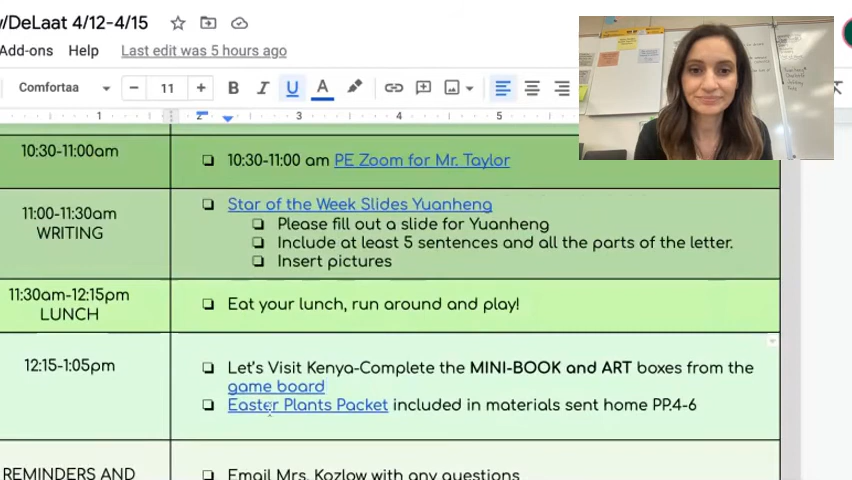 /DeLaat 4/12-4/15
Add-ons Help Last edit was 5 hours ago
Comfortaa 11 B I U A
1 2 3 4 5
10:30-11:00am
10:30-11:00 am PE Zoom for Mr. Taylor
11:00-11:30am
WRITING
Star of the Week Slides Yuanheng
Please fill out a slide for Yuanheng
Include at least 5 sentences and all the parts of the letter.
Insert pictures
11:30am-12:15pm
LUNCH
Eat your lunch, run around and play!
12:15-1:05pm
Let's Visit Kenya-Complete the MINI-BOOK and ART boxes from the
game board
Easter Plants Packet included in materials sent home PP.4-6
REMINDERS AND
Email Mrs. Kozlow with any questions